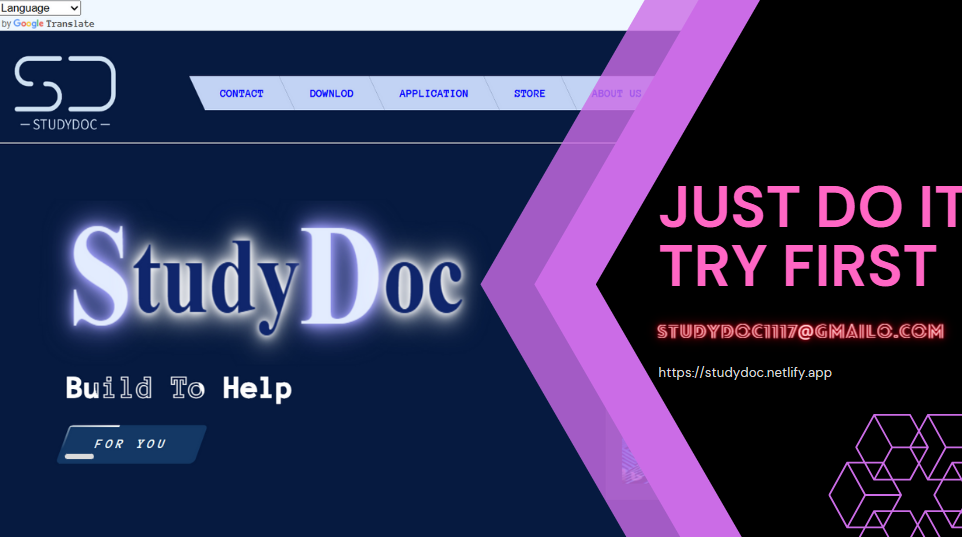 Language
by Google Translate
SD
— STUDYDOC —
CONTACT
DOWNLOD
APPLICATION
STORE
ABOUT US
StudyDoc
Build To Help
FOR YOU
JUST DO IT
TRY FIRST
STUDYDOC1117@GMAILO.COM
https://studydoc.netlify.app